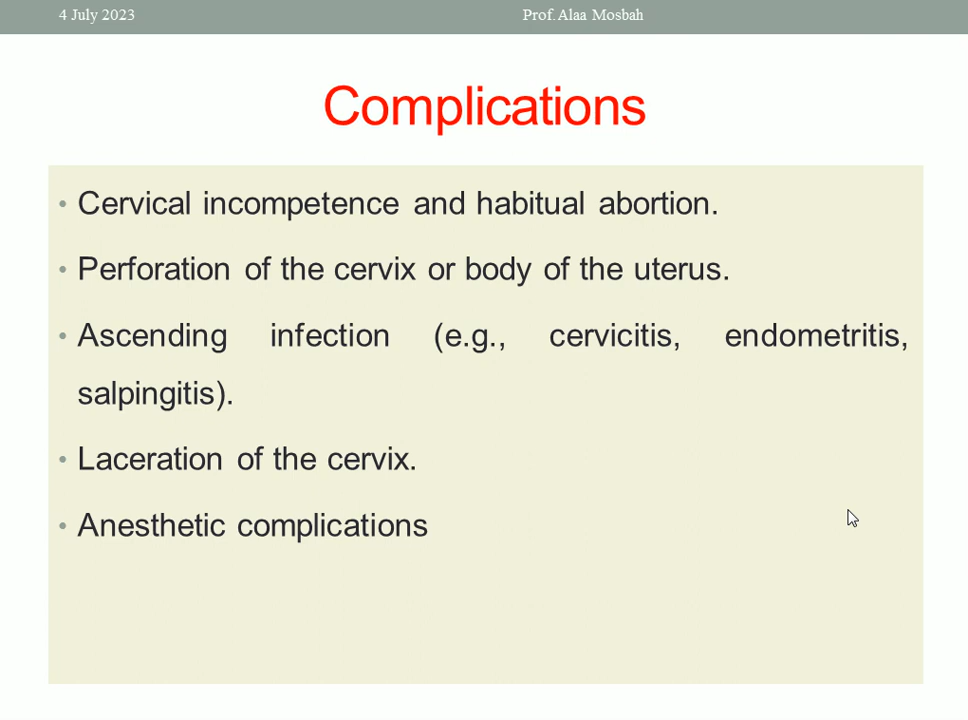 4 July 2023 Prof. Alaa Mosbah
Complications
• Cervical incompetence and habitual abortion.
• Perforation of the cervix or body of the uterus.
• Ascending infection (e.g., cervicitis, endometritis,
salpingitis).
• Laceration of the cervix.
• Anesthetic complications